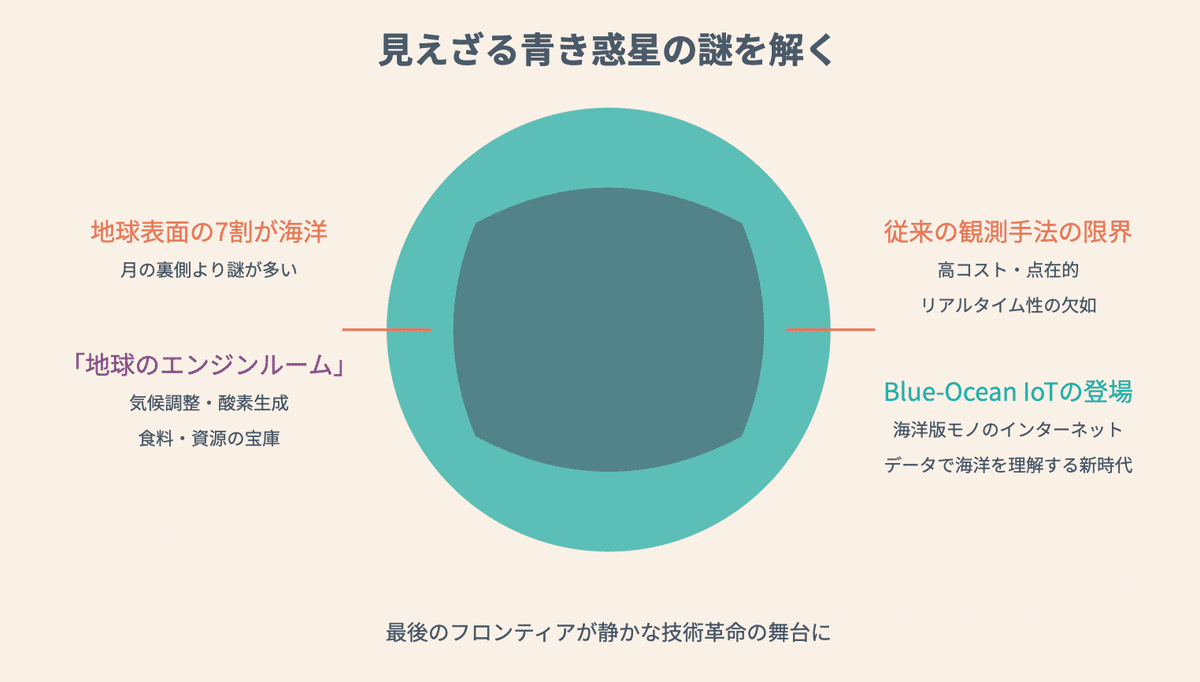 見えざる青き惑星の謎を解く
地球表面の7割が海洋
月の裏側より謎が多い
「地球のエンジンルーム」
気候調整・酸素生成
食料・資源の宝庫
従来の観測手法の限界
高コスト・点在的
リアルタイム性の欠如
Blue-Ocean IoTの登場
海洋版モノのインターネット
データで海洋を理解する新時代
最後のフロンティアが静かな技術革命の舞台に